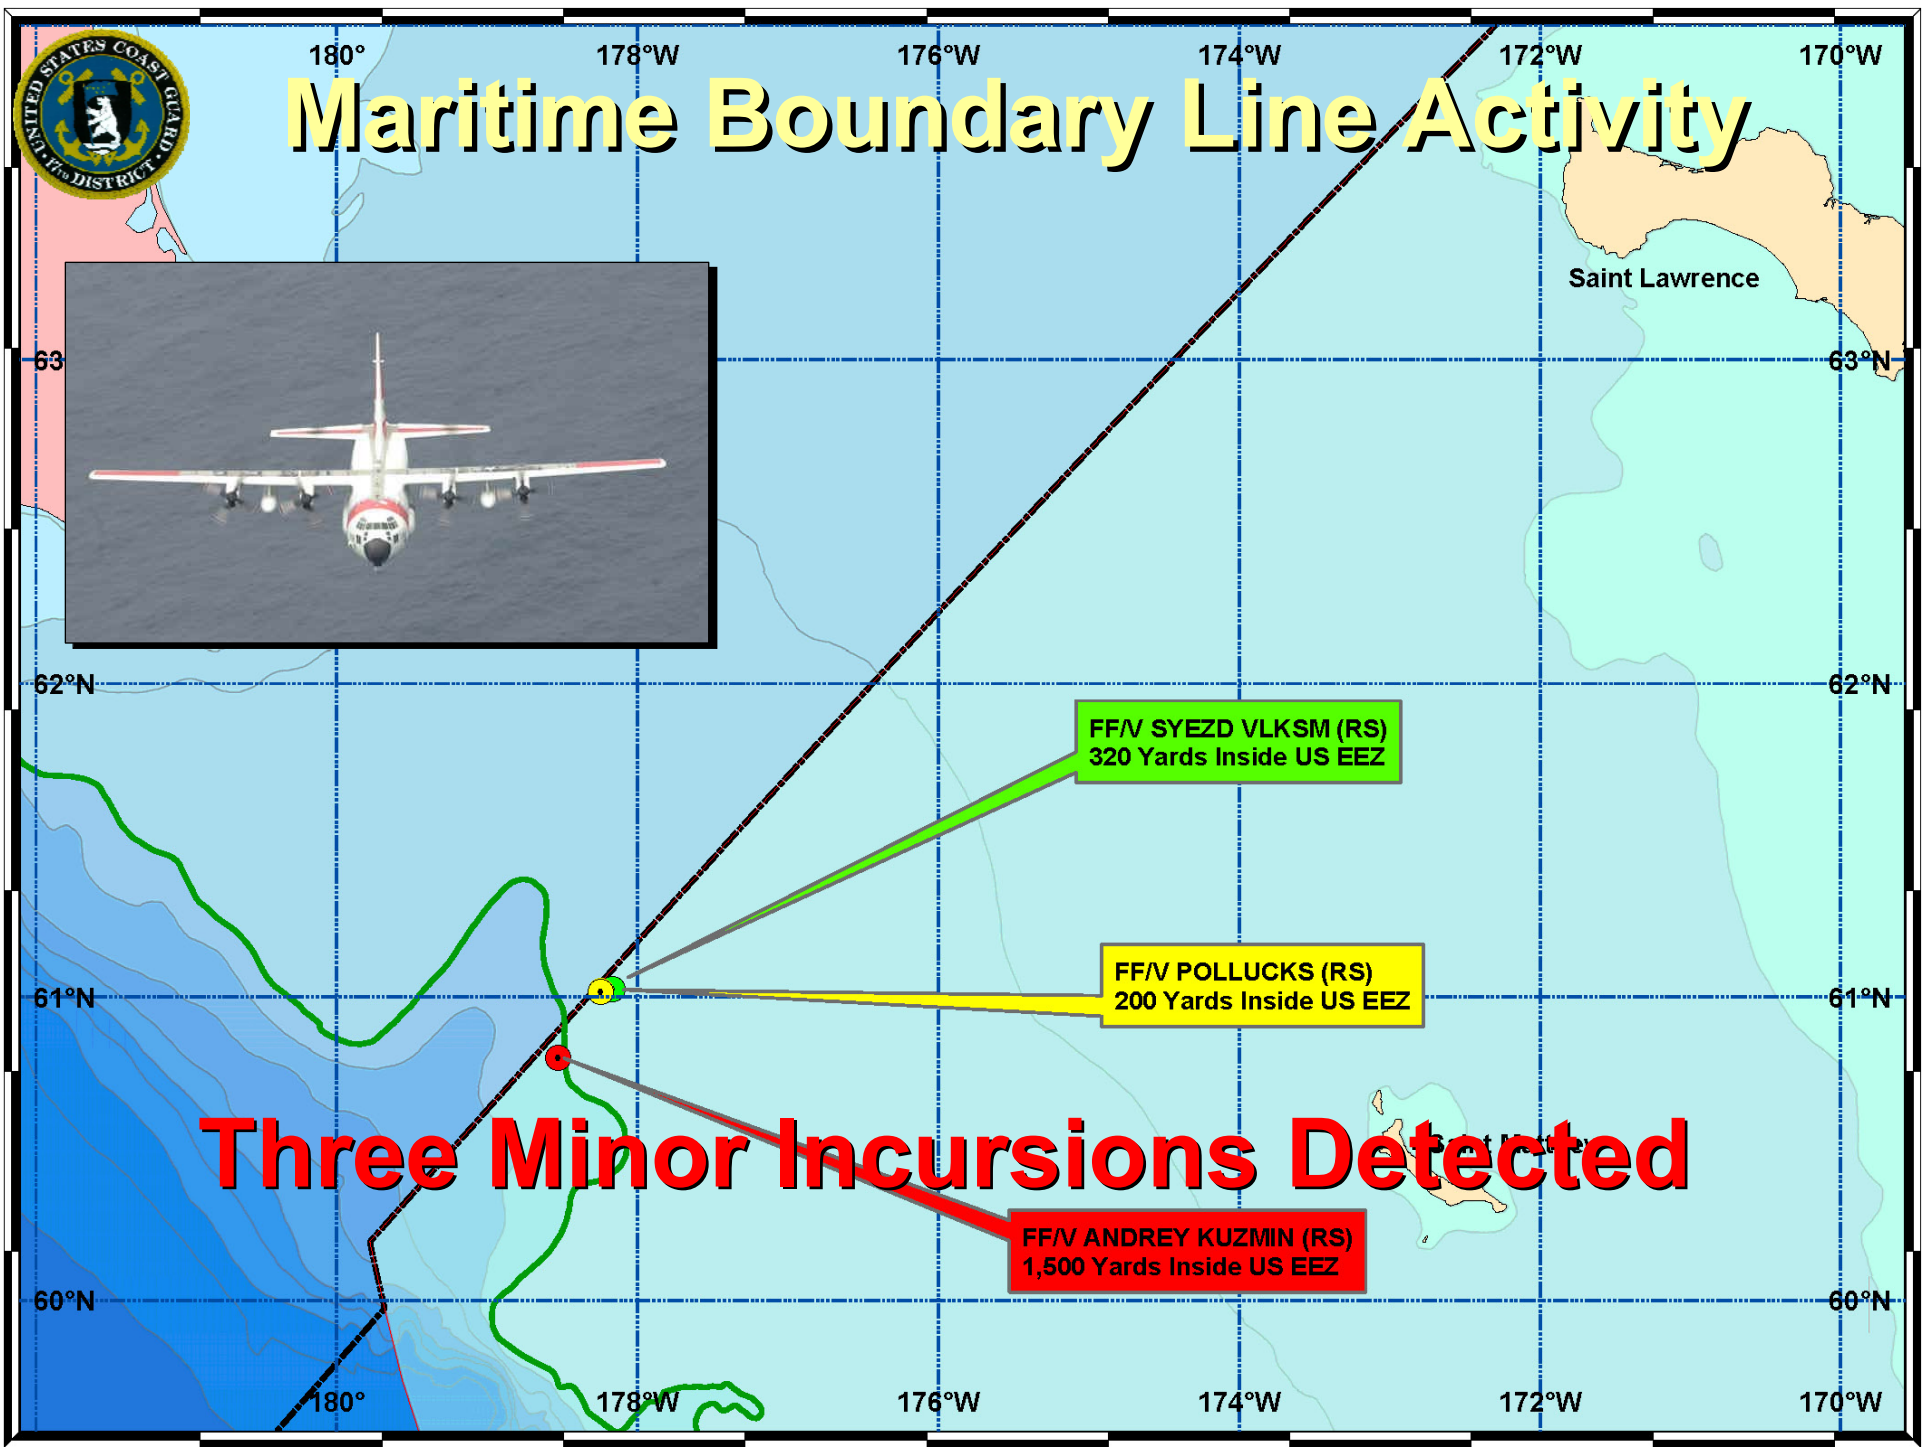 180°
178°W
176°W
174°W
172°W
170°W
UNITED STATES COAST GUARD
17TH DISTRICT
Maritime Boundary Line Activity
Saint Lawrence
63
63°N
62°N
62°N
FF/V SYEZD VLKSM (RS)
320 Yards Inside US EEZ
FF/V POLLUCKS (RS)
200 Yards Inside US EEZ
61°N
61°N
Three Minor Incursions Detected
Saint Matthew
FF/V ANDREY KUZMIN (RS)
1,500 Yards Inside US EEZ
60°N
60°N
180°
178°W
176°W
174°W
172°W
170°W